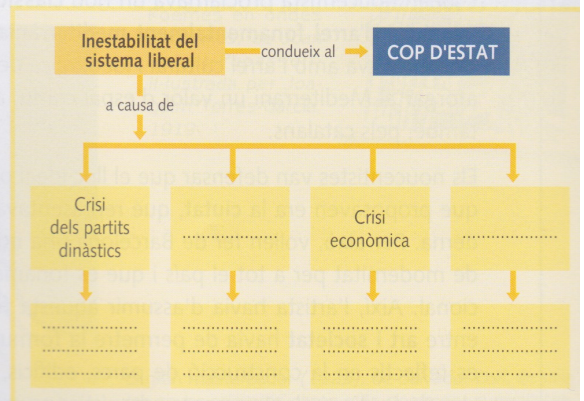 Inestabilitat del
sistema liberal
condueix al
COP D'ESTAT
a causa de
Crisi
dels partits
dinàstics
Crisi
econòmica